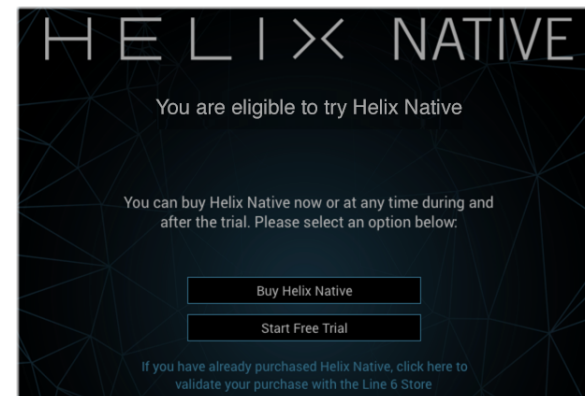 HELIX NATIVE
You are eligible to try Helix Native
You can buy Helix Native now or at any time during and
after the trial. Please select an option below:
Buy Helix Native
Start Free Trial
If you have already purchased Helix Native, click here to
validate your purchase with the Line 6 Store